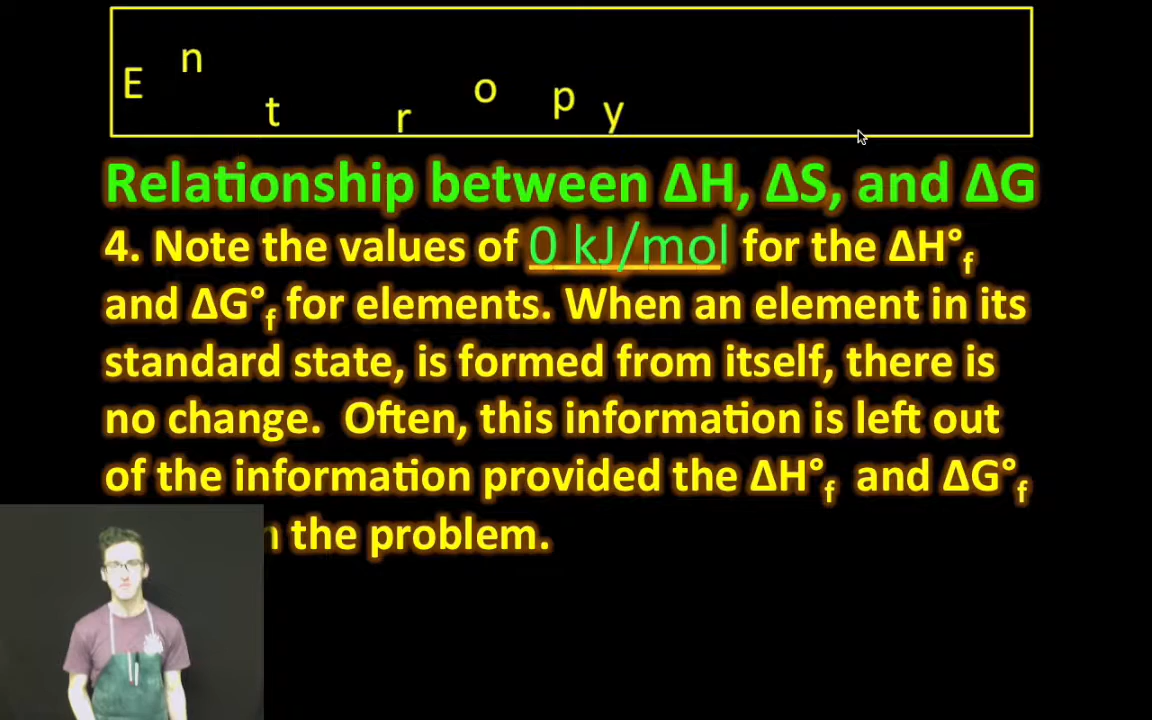 Entropy
Relationship between ΔH, ΔS, and ΔG
4. Note the values of 0 kJ/mol for the ΔH°f
and ΔG°f for elements. When an element in its
standard state, is formed from itself, there is
no change. Often, this information is left out
of the information provided the ΔH°f and ΔG°f
the problem.